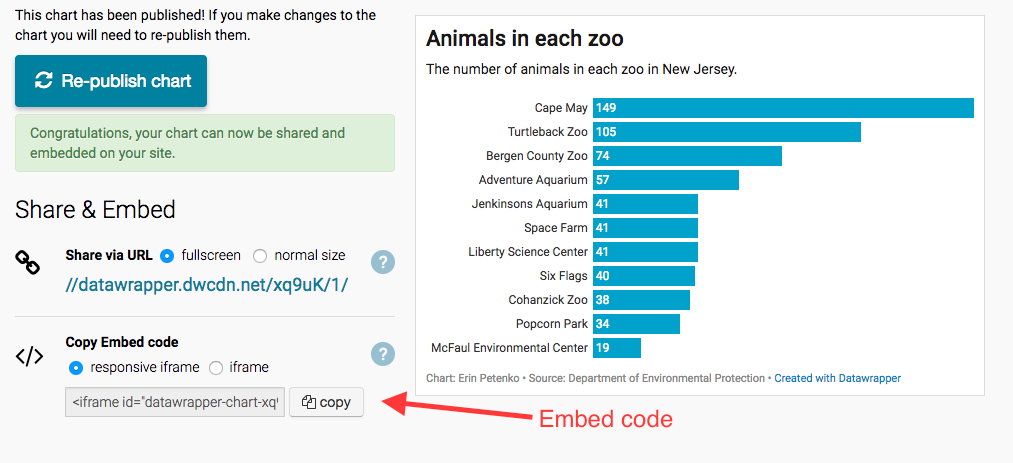 This chart has been published! If you make changes to the
chart you will need to re-publish them.
Re-publish chart
Congratulations, your chart can now be shared and
embedded on your site.
Share & Embed
Share via URL fullscreen normal size
?
//datawrapper.dwcdn.net/xq9uK/1/
Copy Embed code
?
responsive iframe iframe
<iframe id="datawrapper-chart-xq
copy
Embed code
Animals in each zoo
The number of animals in each zoo in New Jersey.
Cape May 149
Turtleback Zoo 105
Bergen County Zoo 74
Adventure Aquarium 57
Jenkinsons Aquarium 41
Space Farm 41
Liberty Science Center 41
Six Flags 40
Cohanzick Zoo 38
Popcorn Park 34
McFaul Environmental Center 19
Chart: Erin Petenko • Source: Department of Environmental Protection • Created with Datawrapper